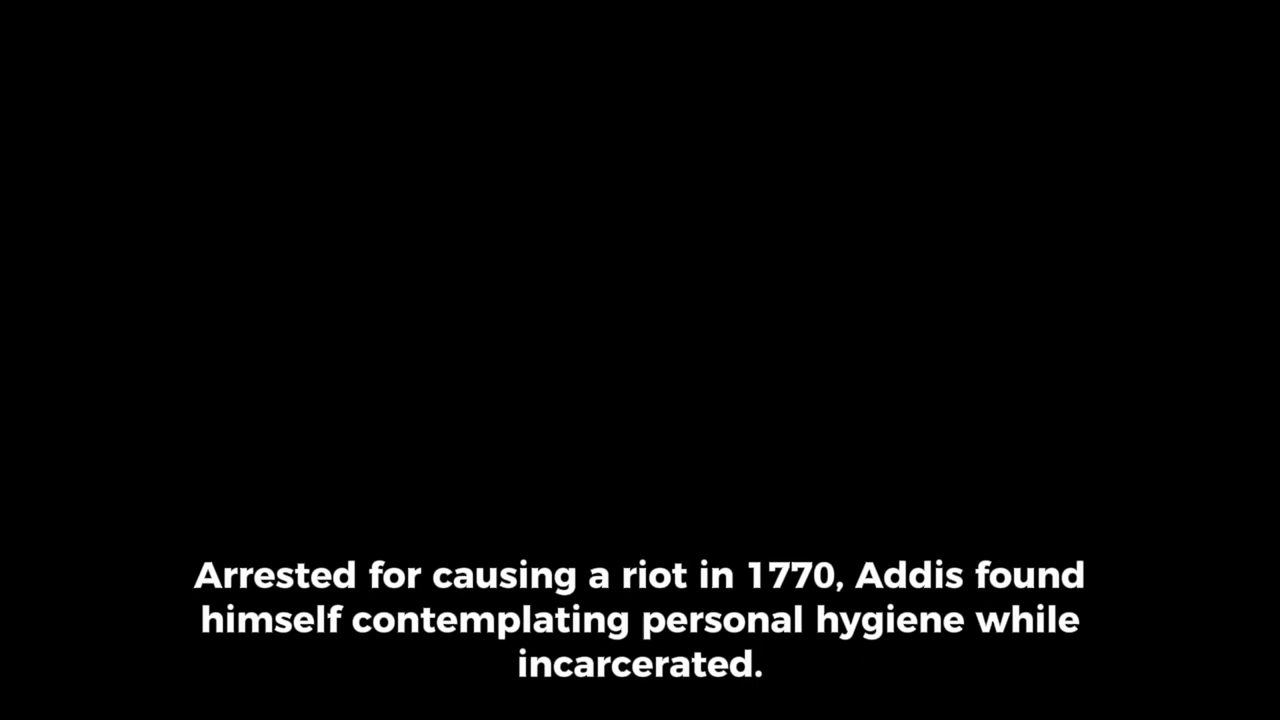 Arrested for causing a riot in 1770, Addis found
himself contemplating personal hygiene while
incarcerated.